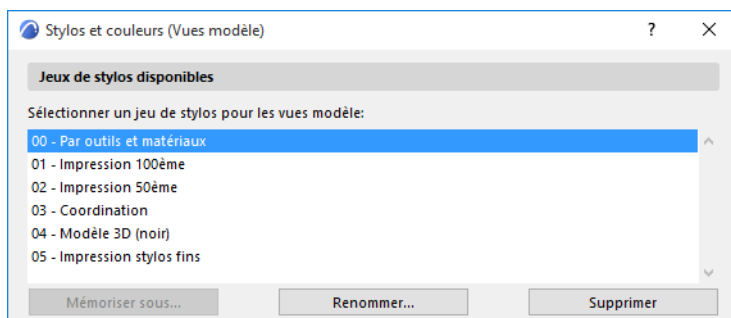 Stylos et couleurs (Vues modèle) ?
Jeux de stylos disponibles
Sélectionner un jeu de stylos pour les vues modèle:
00 - Par outils et matériaux
01 - Impression 100ème
02 - Impression 50ème
03 - Coordination
04 - Modèle 3D (noir)
05 - Impression stylos fins
Mémoriser sous... Renommer... Supprimer